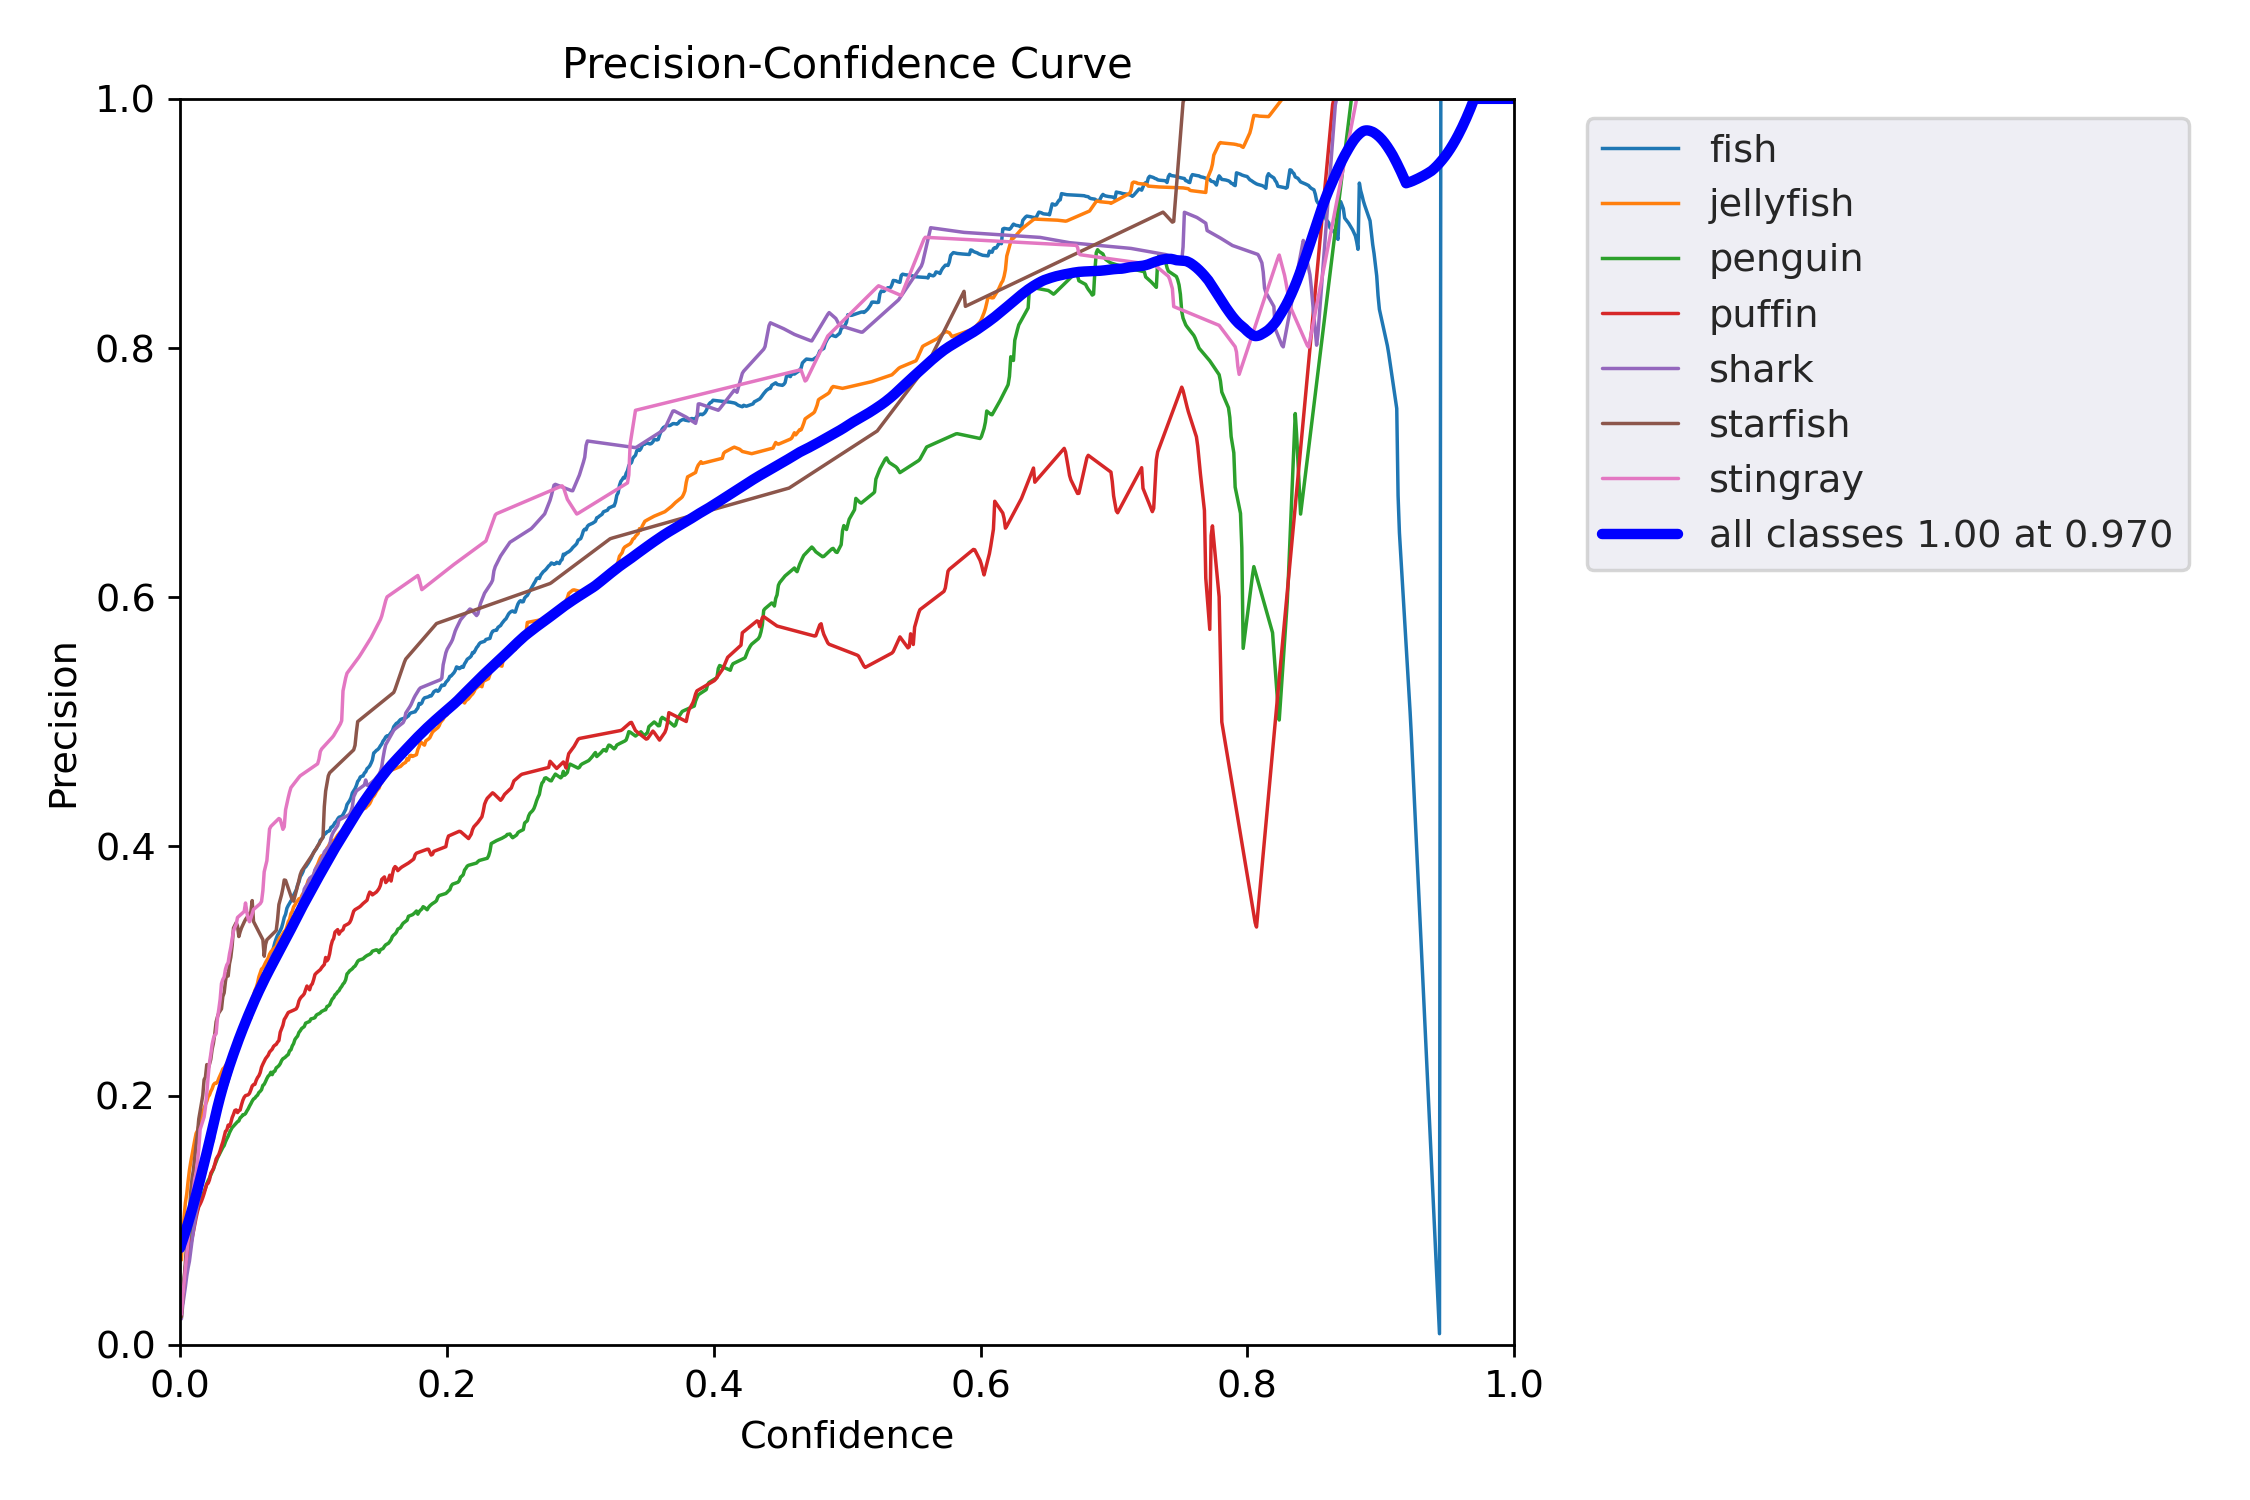 Precision-Confidence Curve
1.0
0.8
0.6
0.4
0.2
0.0
Precision
0.0 0.2 0.4 0.6 0.8 1.0
Confidence
fish
jellyfish
penguin
puffin
shark
starfish
stingray
all classes 1.00 at 0.970